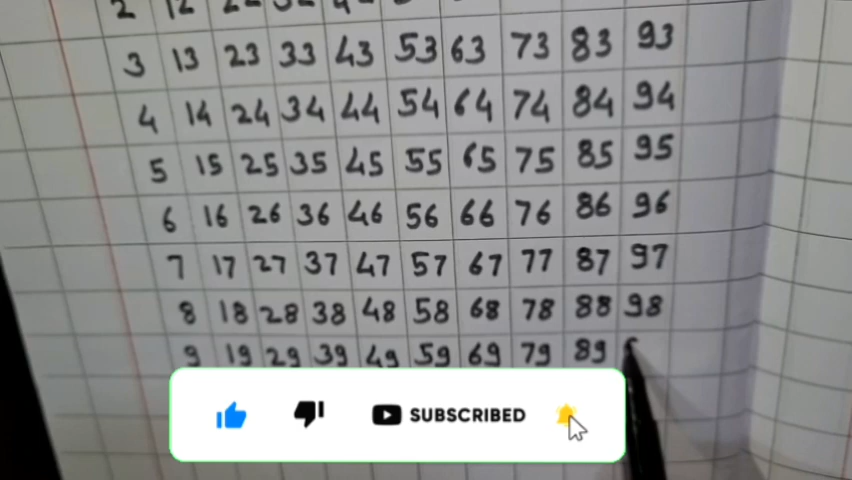 2 12
3 13 23 33 43 53 63 73 83 93
4 14 24 34 44 54 64 74 84 94
5 15 25 35 45 55 65 75 85 95
6 16 26 36 46 56 66 76 86 96
7 17 27 37 47 57 67 77 87 97
8 18 28 38 48 58 68 78 88 98
9 19 29 39 49 59 69 79 89
SUBSCRIBED